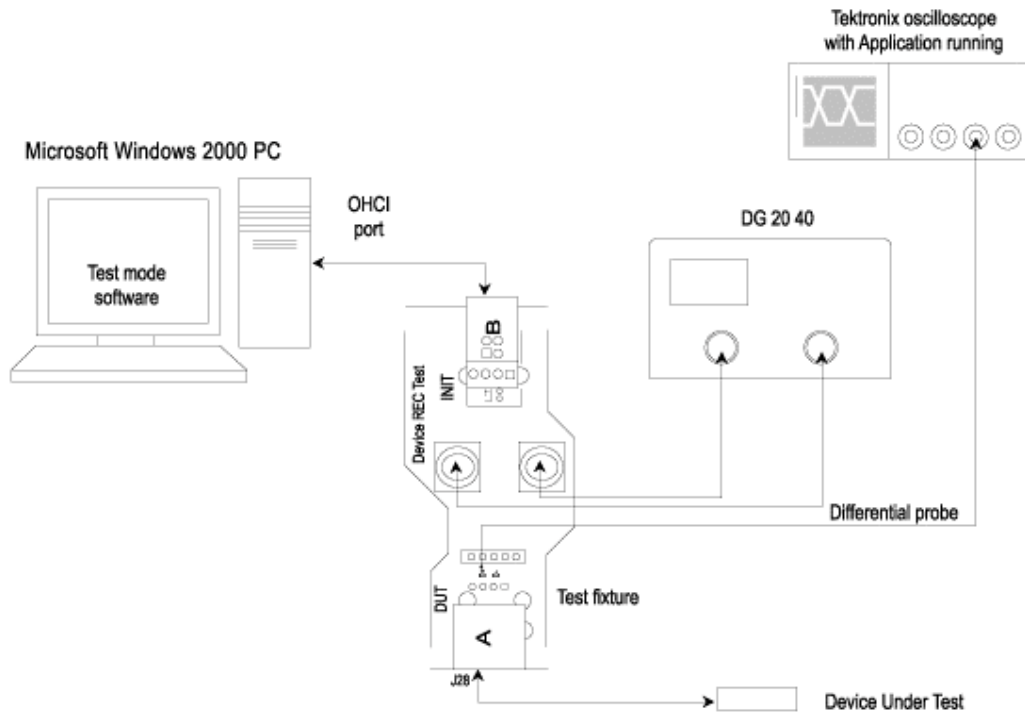 Tektronix oscilloscope
with Application running
Microsoft Windows 2000 PC
OHCI
port
DG 20 40
Test mode
software
B
INIT
Device REC Test
Differential probe
DUT
Test fixture
A
J28
Device Under Test